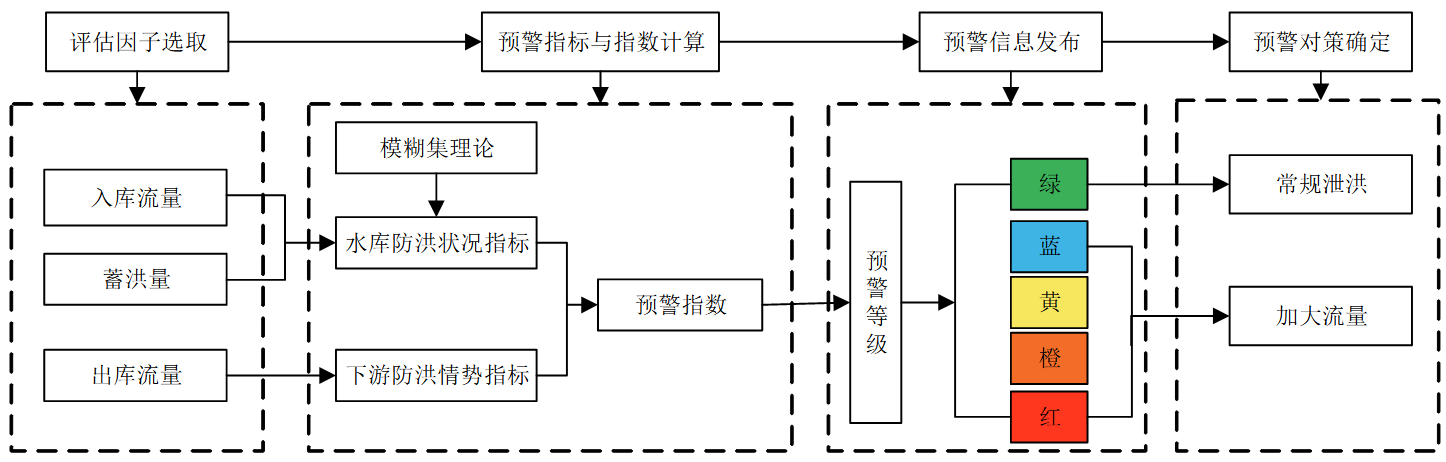 评估因子选取
预警指标与指数计算
预警信息发布
预警对策确定
入库流量
蓄洪量
出库流量
模糊集理论
水库防洪状况指标
下游防洪情势指标
预警指数
预警等级
绿
蓝
黄
橙
红
常规泄洪
加大流量